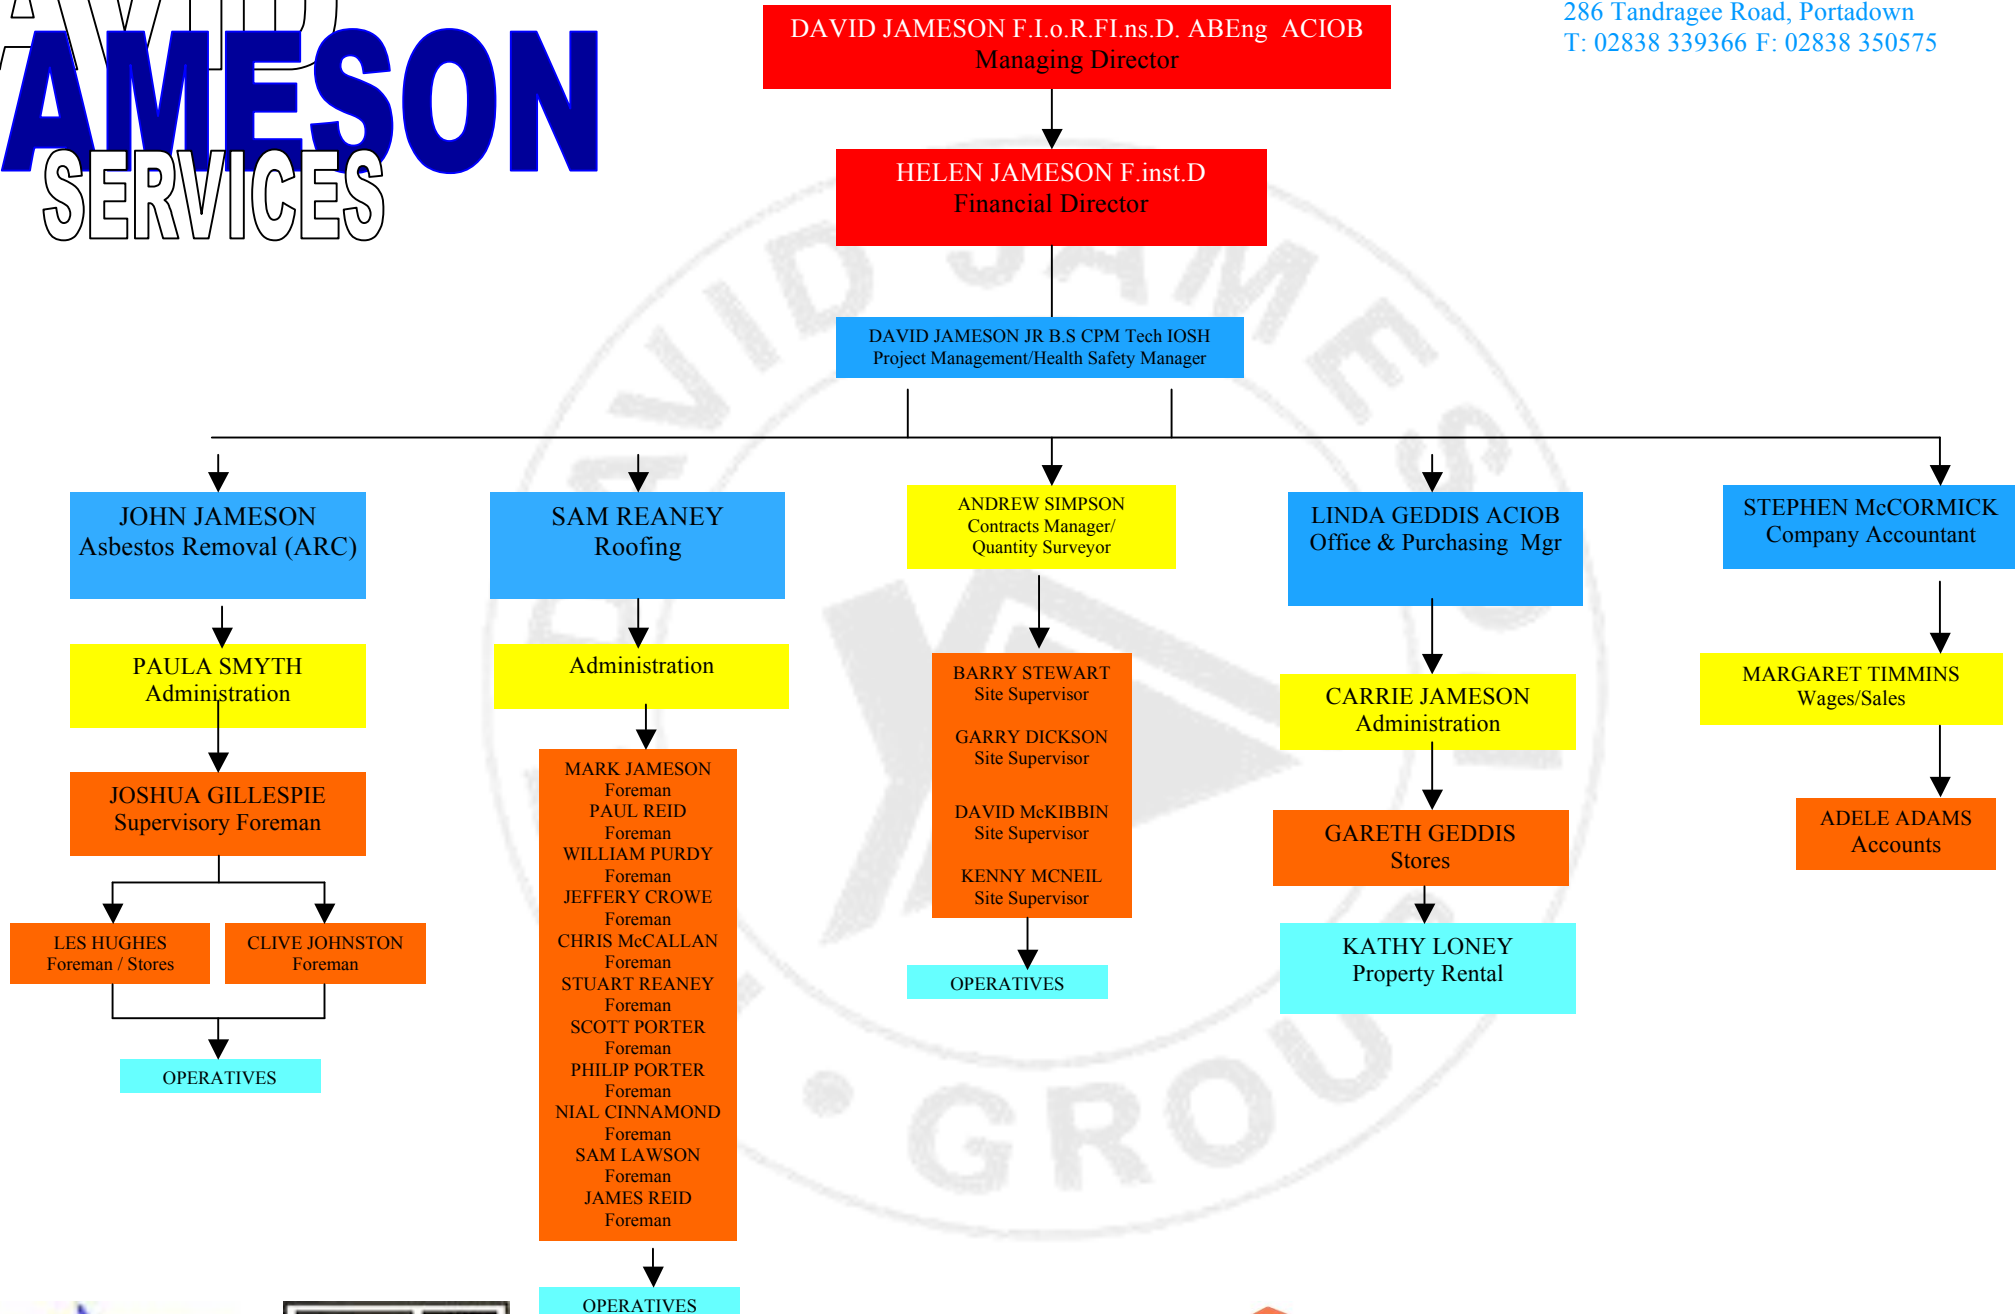 AVID
AMESON
SERVICES
DAVID JAMESON F.I.o.R.FI.ns.D. ABEng ACIOB
Managing Director
286 Tandragee Road, Portadown
T: 02838 339366 F: 02838 350575
HELEN JAMESON F.inst.D
Financial Director
DAVID JAMESON JR B.S CPM Tech IOSH
Project Management/Health Safety Manager
JOHN JAMESON
Asbestos Removal (ARC)
PAULA SMYTH
Administration
JOSHUA GILLESPIE
Supervisory Foreman
LES HUGHES
Foreman / Stores
CLIVE JOHNSTON
Foreman
OPERATIVES
SAM REANEY
Roofing
Administration
MARK JAMESON
Foreman
PAUL REID
Foreman
WILLIAM PURDY
Foreman
JEFFERY CROWE
Foreman
CHRIS McCALLAN
Foreman
STUART REANEY
Foreman
SCOTT PORTER
Foreman
PHILIP PORTER
Foreman
NIAL CINNAMOND
Foreman
SAM LAWSON
Foreman
JAMES REID
Foreman
OPERATIVES
ANDREW SIMPSON
Contracts Manager/
Quantity Surveyor
BARRY STEWART
Site Supervisor
GARRY DICKSON
Site Supervisor
DAVID McKIBBIN
Site Supervisor
KENNY MCNEIL
Site Supervisor
OPERATIVES
LINDA GEDDIS ACIOB
Office & Purchasing Mgr
CARRIE JAMESON
Administration
GARETH GEDDIS
Stores
KATHY LONEY
Property Rental
STEPHEN McCORMICK
Company Accountant
MARGARET TIMMINS
Wages/Sales
ADELE ADAMS
Accounts
DAVID JAMES
GROUP